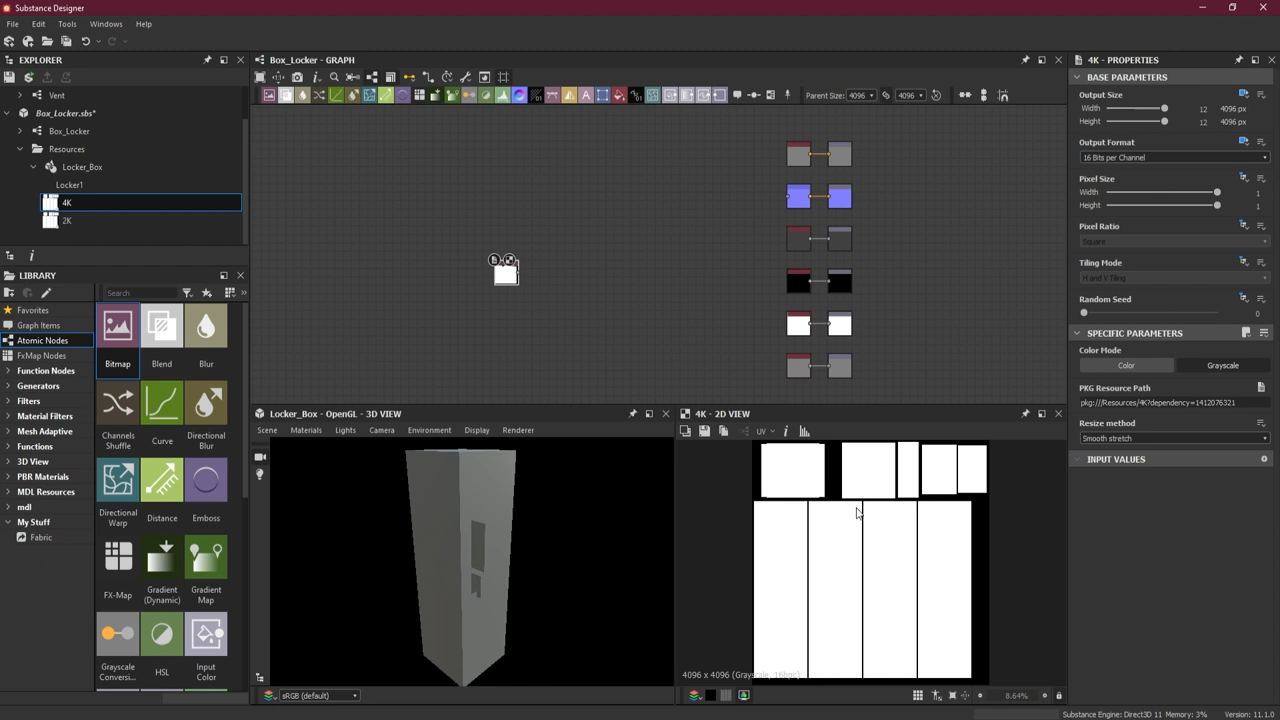 Substance Designer
File Edit Tools Windows Help
EXPLORER
Vent
Box_Locker.sbs*
Box_Locker
Resources
Locker_Box
Locker1
4K
2K
LIBRARY
Search
Favorites
Graph Items
Atomic Nodes
FxMap Nodes
Function Nodes
Generators
Filters
Material Filters
Mesh Adaptive
Functions
3D View
PBR Materials
MDL Resources
mdl
My Stuff
Fabric
Bitmap Blend Blur
Channels Shuffle Curve Directional Blur
Directional Warp Distance Emboss
FX-Map Gradient (Dynamic) Gradient Map
Grayscale Conversi... HSL Input Color
Box_Locker - GRAPH
Parent Size: 4096 4096
Locker_Box - OpenGL - 3D VIEW
Scene Materials Lights Camera Environment Display Renderer
sRGB (default)
4K - 2D VIEW
UV
4096 x 4096 (Grayscale, 16bpc)
8.64%
4K - PROPERTIES
BASE PARAMETERS
Output Size
Width 12 4096 px
Height 12 4096 px
Output Format
16 Bits per Channel
Pixel Size
Width 1
Height 1
Pixel Ratio
Square
Tiling Mode
H and V Tiling
Random Seed
0
SPECIFIC PARAMETERS
Color Mode
Color Grayscale
PKG Resource Path
pkg:///Resources/4K?dependency=1412076321
Resize method
Smooth stretch
INPUT VALUES
Substance Engine: Direct3D 11 Memory: 3% Version: 11.1.0